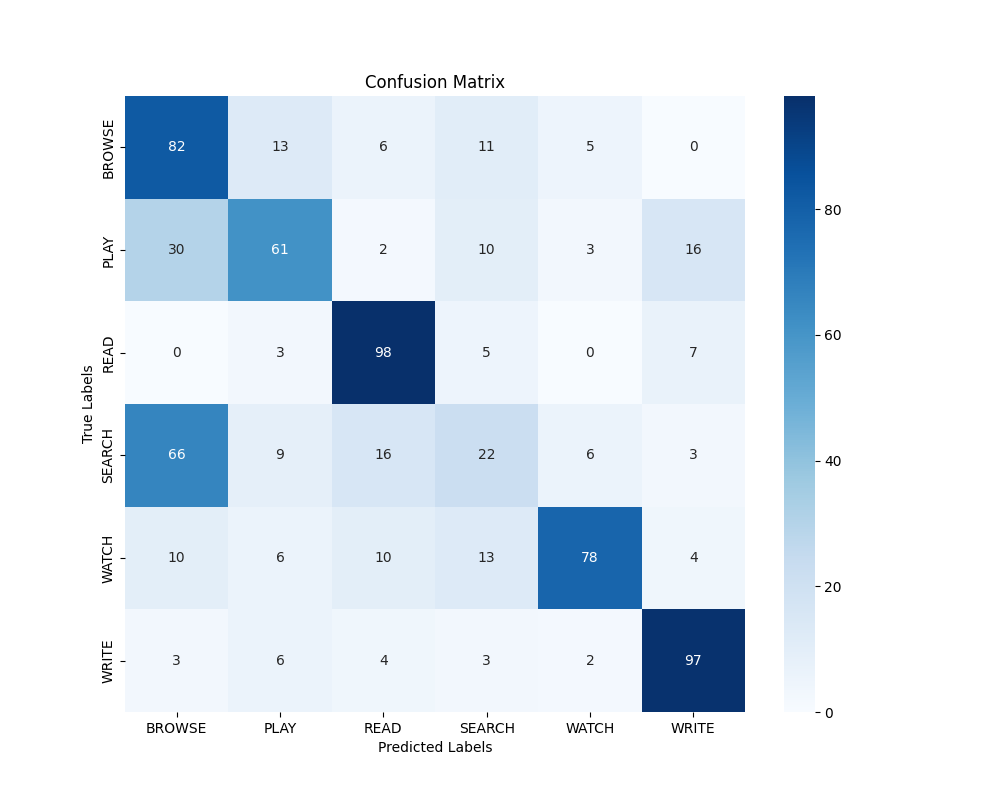 Confusion Matrix
BROWSE 82 13 6 11 5 0
PLAY 30 61 2 10 3 16
READ 0 3 98 5 0 7
SEARCH 66 9 16 22 6 3
WATCH 10 6 10 13 78 4
WRITE 3 6 4 3 2 97
True Labels
BROWSE PLAY READ SEARCH WATCH WRITE
Predicted Labels
80
60
40
20
0